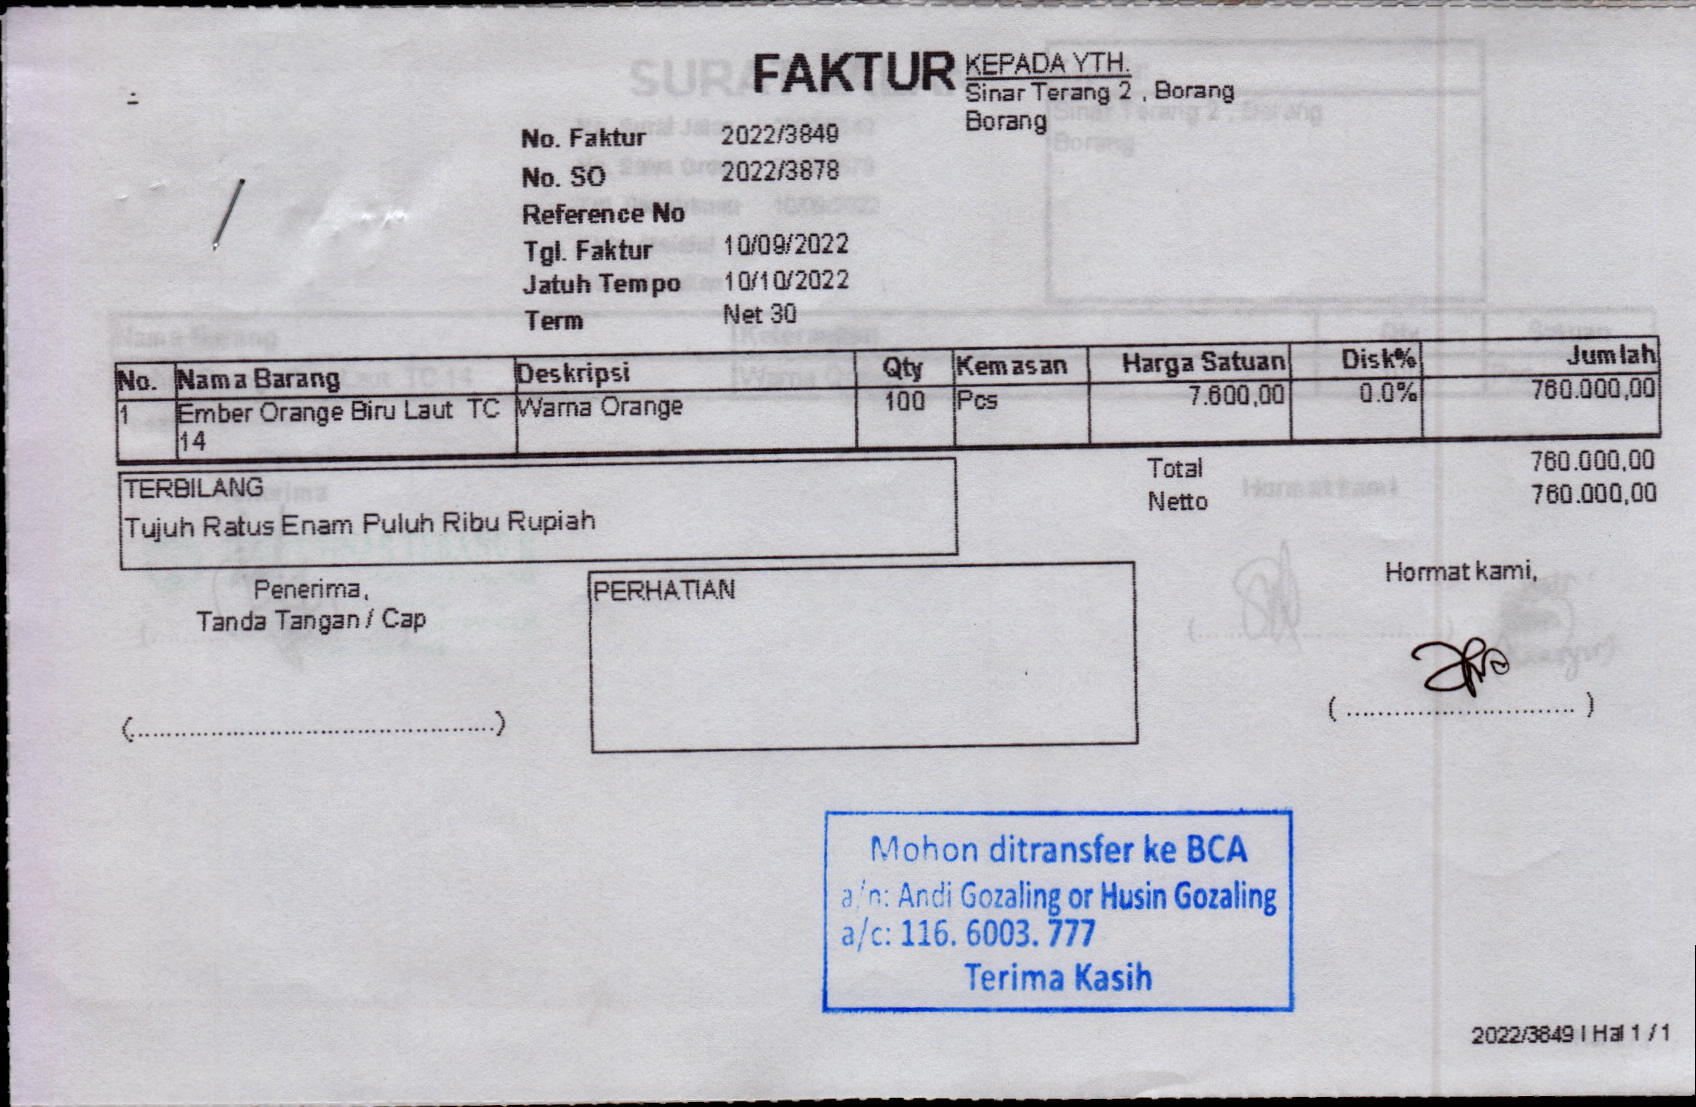 FAKTUR
KEPADA YTH.
Sinar Terang 2 , Borang
Borang
No. Faktur 2022/3849
No. SO 2022/3878
Reference No
Tgl. Faktur 10/09/2022
Jatuh Tempo 10/10/2022
Term Net 30
No. Nama Barang Deskripsi Qty Kemasan Harga Satuan Disk% Jumlah
1 Ember Orange Biru Laut TC Warna Orange 100 Pcs 7.600,00 0.0% 760.000,00
14
Total 760.000,00
Netto 760.000,00
TERBILANG
Tujuh Ratus Enam Puluh Ribu Rupiah
Penerima,
Tanda Tangan / Cap
(................................................)
PERHATIAN
Hormat kami,
(..............................)
Mohon ditransfer ke BCA
a/n: Andi Gozaling or Husin Gozaling
a/c: 116. 6003. 777
Terima Kasih
2022/3849 I Hal 1 / 1